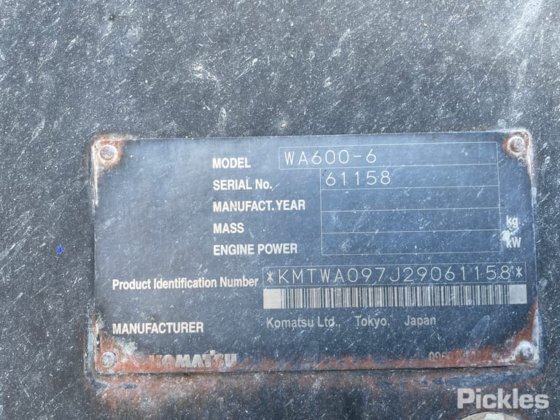 MODEL WA600-6
SERIAL No. 61158
MANUFACT. YEAR
MASS kg
ENGINE POWER kW
Product Identification Number *KMTWA097J29061158*
MANUFACTURER Komatsu Ltd., Tokyo, Japan
KOMATSU
Pickles